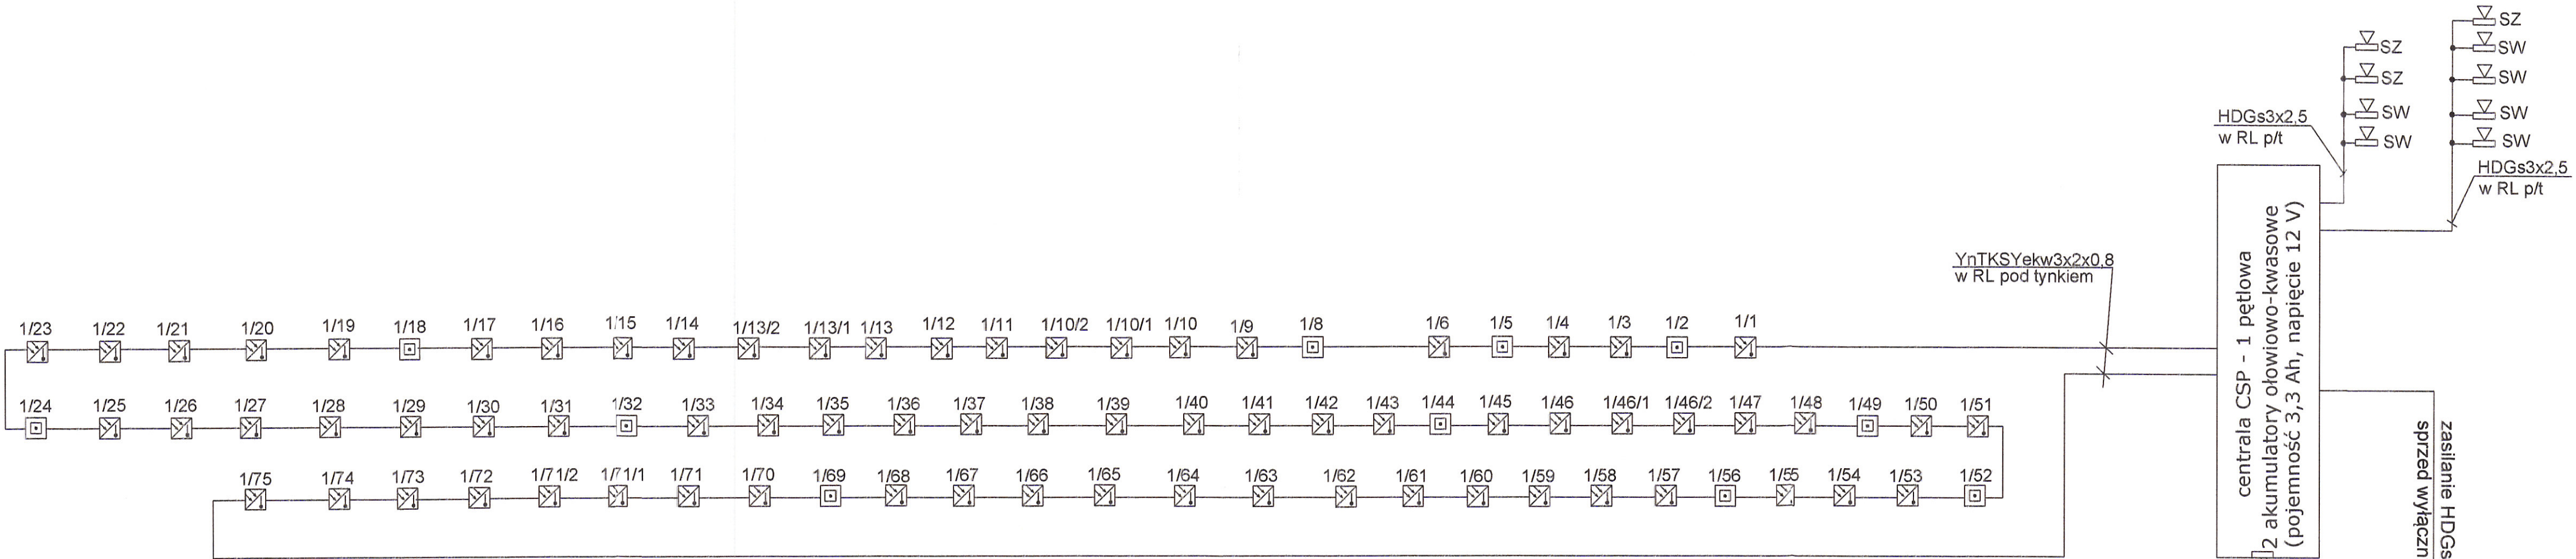 SZ
SW
SW
SW
SW
SZ
SZ
SW
SW
HDGs3x2,5
w RL p/t
HDGs3x2,5
w RL p/t
YnTKSYekw3x2x0,8
w RL pod tynkiem
centrala CSP - 1 pętlowa
2 akumulatory ołowiowo-kwasowe
(pojemność 3,3 Ah, napięcie 12 V)
zasilanie HDGs
sprzed wyłączn
1/23 1/22 1/21 1/20 1/19 1/18 1/17 1/16 1/15 1/14 1/13/2 1/13/1 1/13 1/12 1/11 1/10/2 1/10/1 1/10 1/9 1/8 1/6 1/5 1/4 1/3 1/2 1/1
1/24 1/25 1/26 1/27 1/28 1/29 1/30 1/31 1/32 1/33 1/34 1/35 1/36 1/37 1/38 1/39 1/40 1/41 1/42 1/43 1/44 1/45 1/46 1/46/1 1/46/2 1/47 1/48 1/49 1/50 1/51
1/75 1/74 1/73 1/72 1/71/2 1/71/1 1/71 1/70 1/69 1/68 1/67 1/66 1/65 1/64 1/63 1/62 1/61 1/60 1/59 1/58 1/57 1/56 1/55 1/54 1/53 1/52